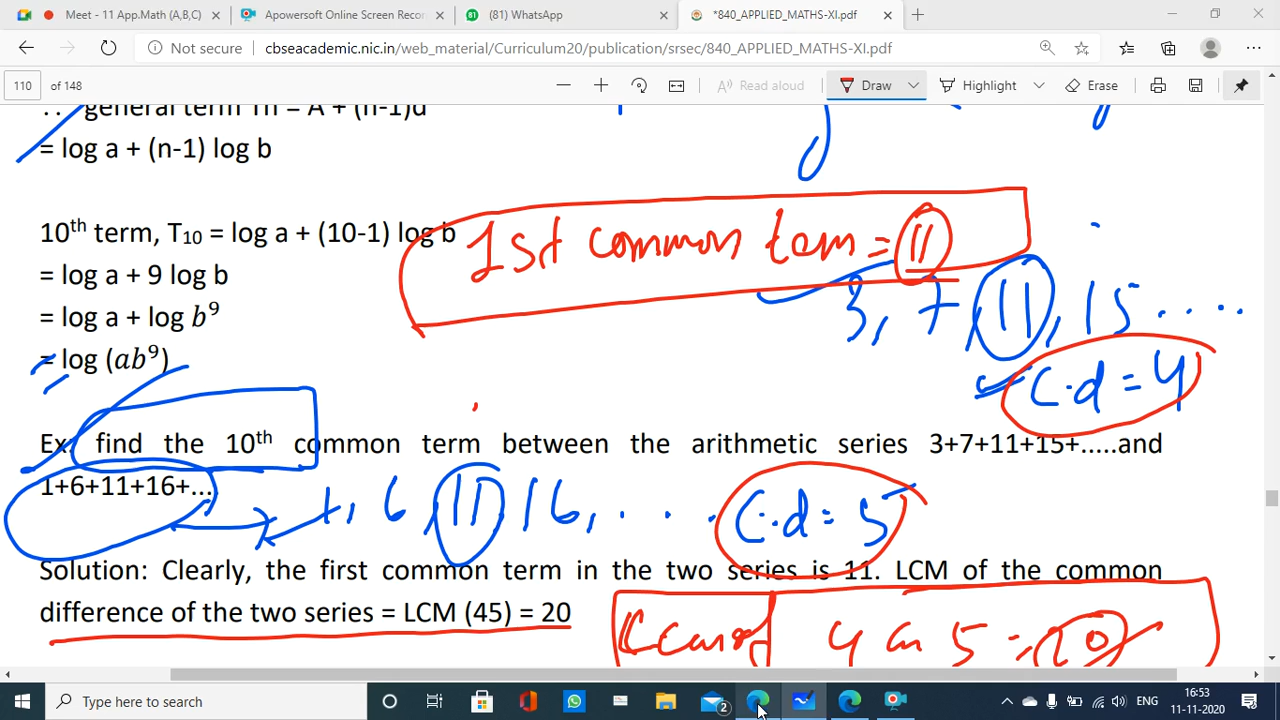 Meet - 11 App.Math (A,B,C)
Apowersoft Online Screen Recor
(81) WhatsApp
*840_APPLIED_MATHS-XI.pdf
Not secure
cbseacademic.nic.in/web_material/Curriculum20/publication/srsec/840_APPLIED_MATHS-XI.pdf
110 of 148
Read aloud
Draw
Highlight
Erase
∴ general term Tn = A + (n-1)d
= log a + (n-1) log b
10th term, T10 = log a + (10-1) log b
1st common term = 11
= log a + 9 log b
= log a + log b⁹
3, 7, 11, 15 .....
= log (ab⁹)
C.d = 4
Ex: find the 10th common term between the arithmetic series 3+7+11+15+.....and
1+6+11+16+...
1, 6, 11, 16, . . .
C.d = 5
Solution: Clearly, the first common term in the two series is 11. LCM of the common
difference of the two series = LCM (45) = 20
4 5 = 20
Type here to search
2
ENG
16:53
11-11-2020